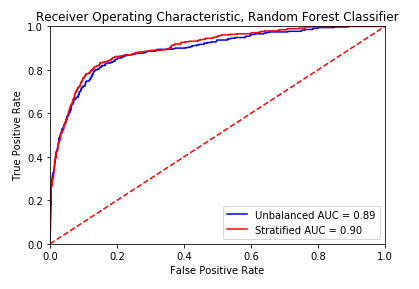 Receiver Operating Characteristic, Random Forest Classifier
1.0
0.8
0.6
0.4
0.2
0.0
True Positive Rate
Unbalanced AUC = 0.89
Stratified AUC = 0.90
0.0 0.2 0.4 0.6 0.8 1.0
False Positive Rate